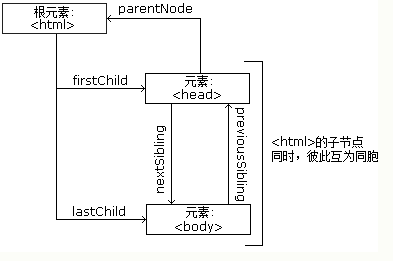 根元素:
<html>
parentNode
firstChild
元素:
<head>
nextSibling
previousSibling
<html>的子节点
同时，彼此互为同胞
lastChild
元素:
<body>